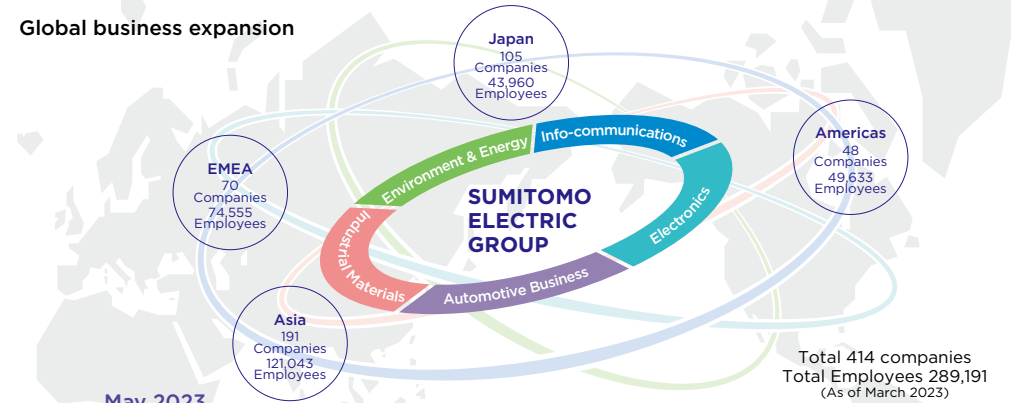 Global business expansion
Japan
105
Companies
43,960
Employees
Americas
48
Companies
49,633
Employees
EMEA
70
Companies
74,555
Employees
Environment & Energy
Info-communications
Electronics
Automotive Business
Industrial Materials
SUMITOMO
ELECTRIC
GROUP
Asia
191
Companies
121,043
Employees
Total 414 companies
Total Employees 289,191
(As of March 2023)
May 2023